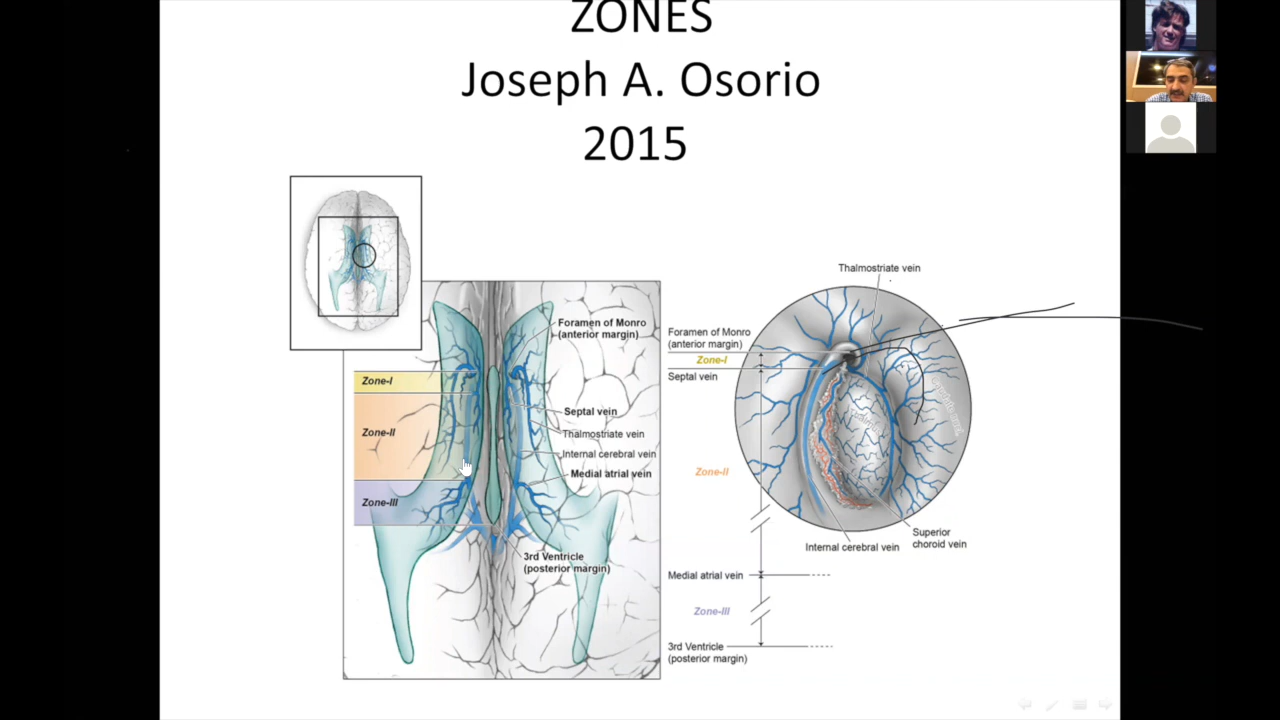 ZONES
Joseph A. Osorio
2015
Foramen of Monro
(anterior margin)
Zone-I
Zone-II
Septal vein
Thalmostriate vein
Internal cerebral vein
Medial atrial vein
Zone-III
3rd Ventricle
(posterior margin)
Thalmostriate vein
Foramen of Monro
(anterior margin)
Zone-I
Septal vein
Zone-II
Superior
choroid vein
Internal cerebral vein
Medial atrial vein
Zone-III
3rd Ventricle
(posterior margin)